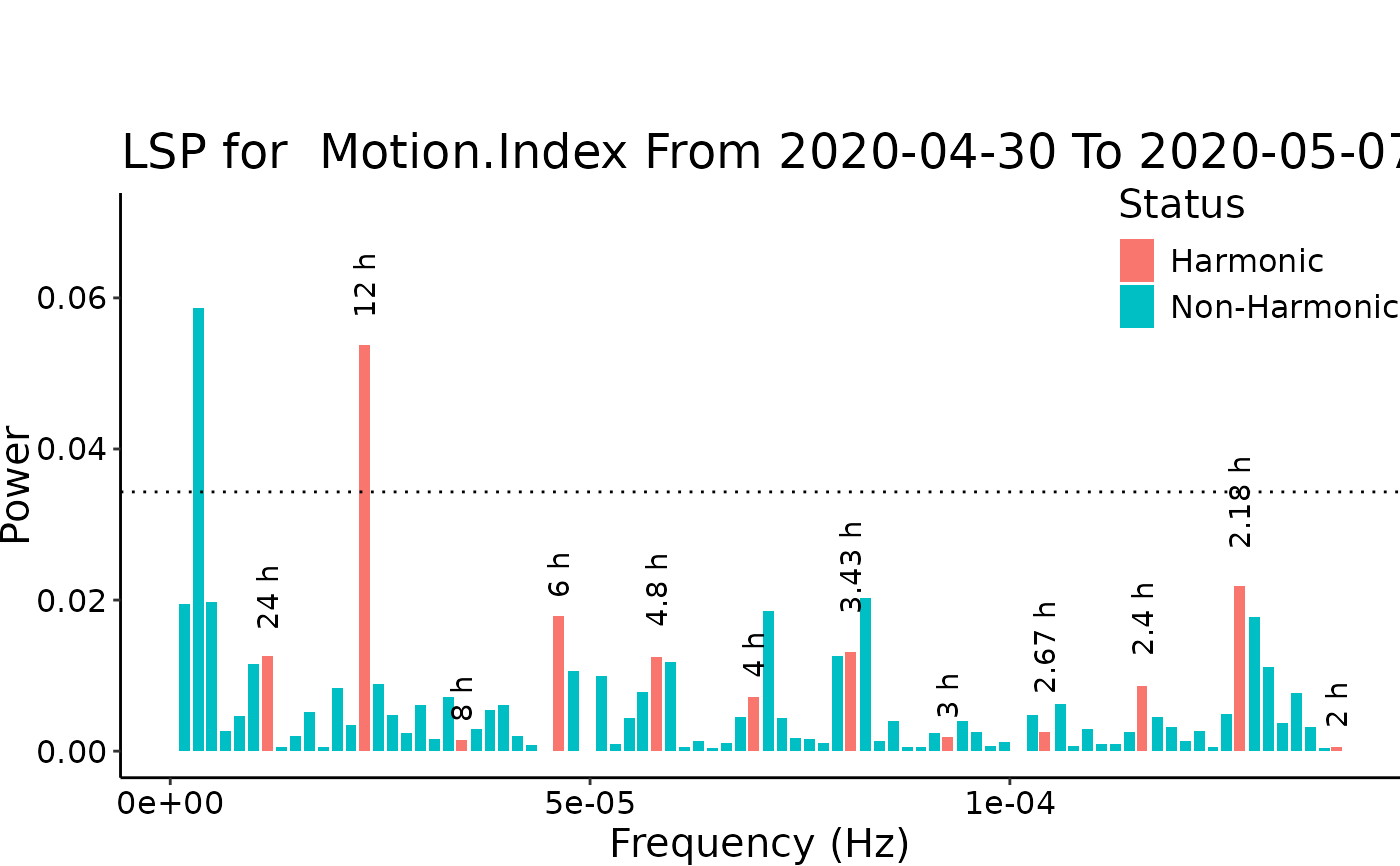 LSP for  Motion.Index From 2020-04-30 To 2020-05-07
Status
Harmonic
Non-Harmonic
Power
0.06
0.04
0.02
0.00
24 h
12 h
8 h
6 h
4.8 h
4 h
3.43 h
3 h
2.67 h
2.4 h
2.18 h
2 h
0e+00
5e-05
1e-04
Frequency (Hz)